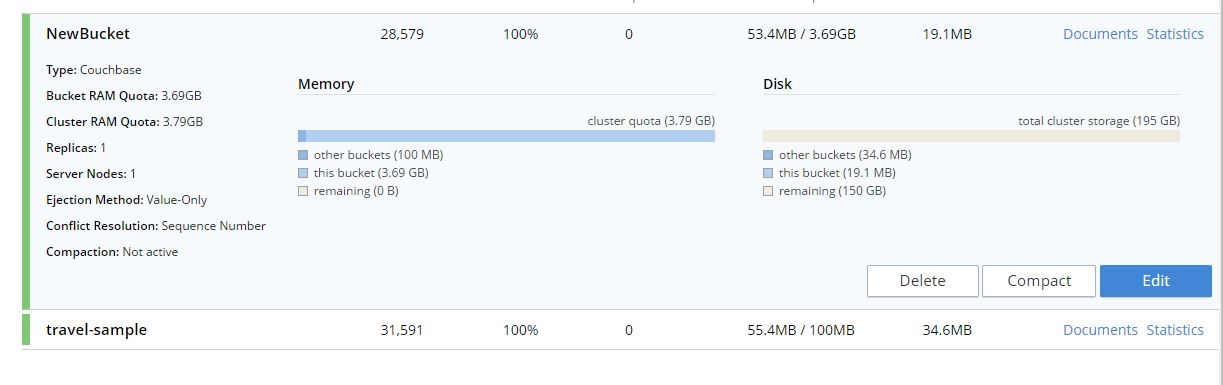 NewBucket 28,579 100% 0 53.4MB / 3.69GB 19.1MB Documents Statistics
Type: Couchbase
Bucket RAM Quota: 3.69GB
Cluster RAM Quota: 3.79GB
Replicas: 1
Server Nodes: 1
Ejection Method: Value-Only
Conflict Resolution: Sequence Number
Compaction: Not active
Memory
cluster quota (3.79 GB)
other buckets (100 MB)
this bucket (3.69 GB)
remaining (0 B)
Disk
total cluster storage (195 GB)
other buckets (34.6 MB)
this bucket (19.1 MB)
remaining (150 GB)
Delete Compact Edit
travel-sample 31,591 100% 0 55.4MB / 100MB 34.6MB Documents Statistics